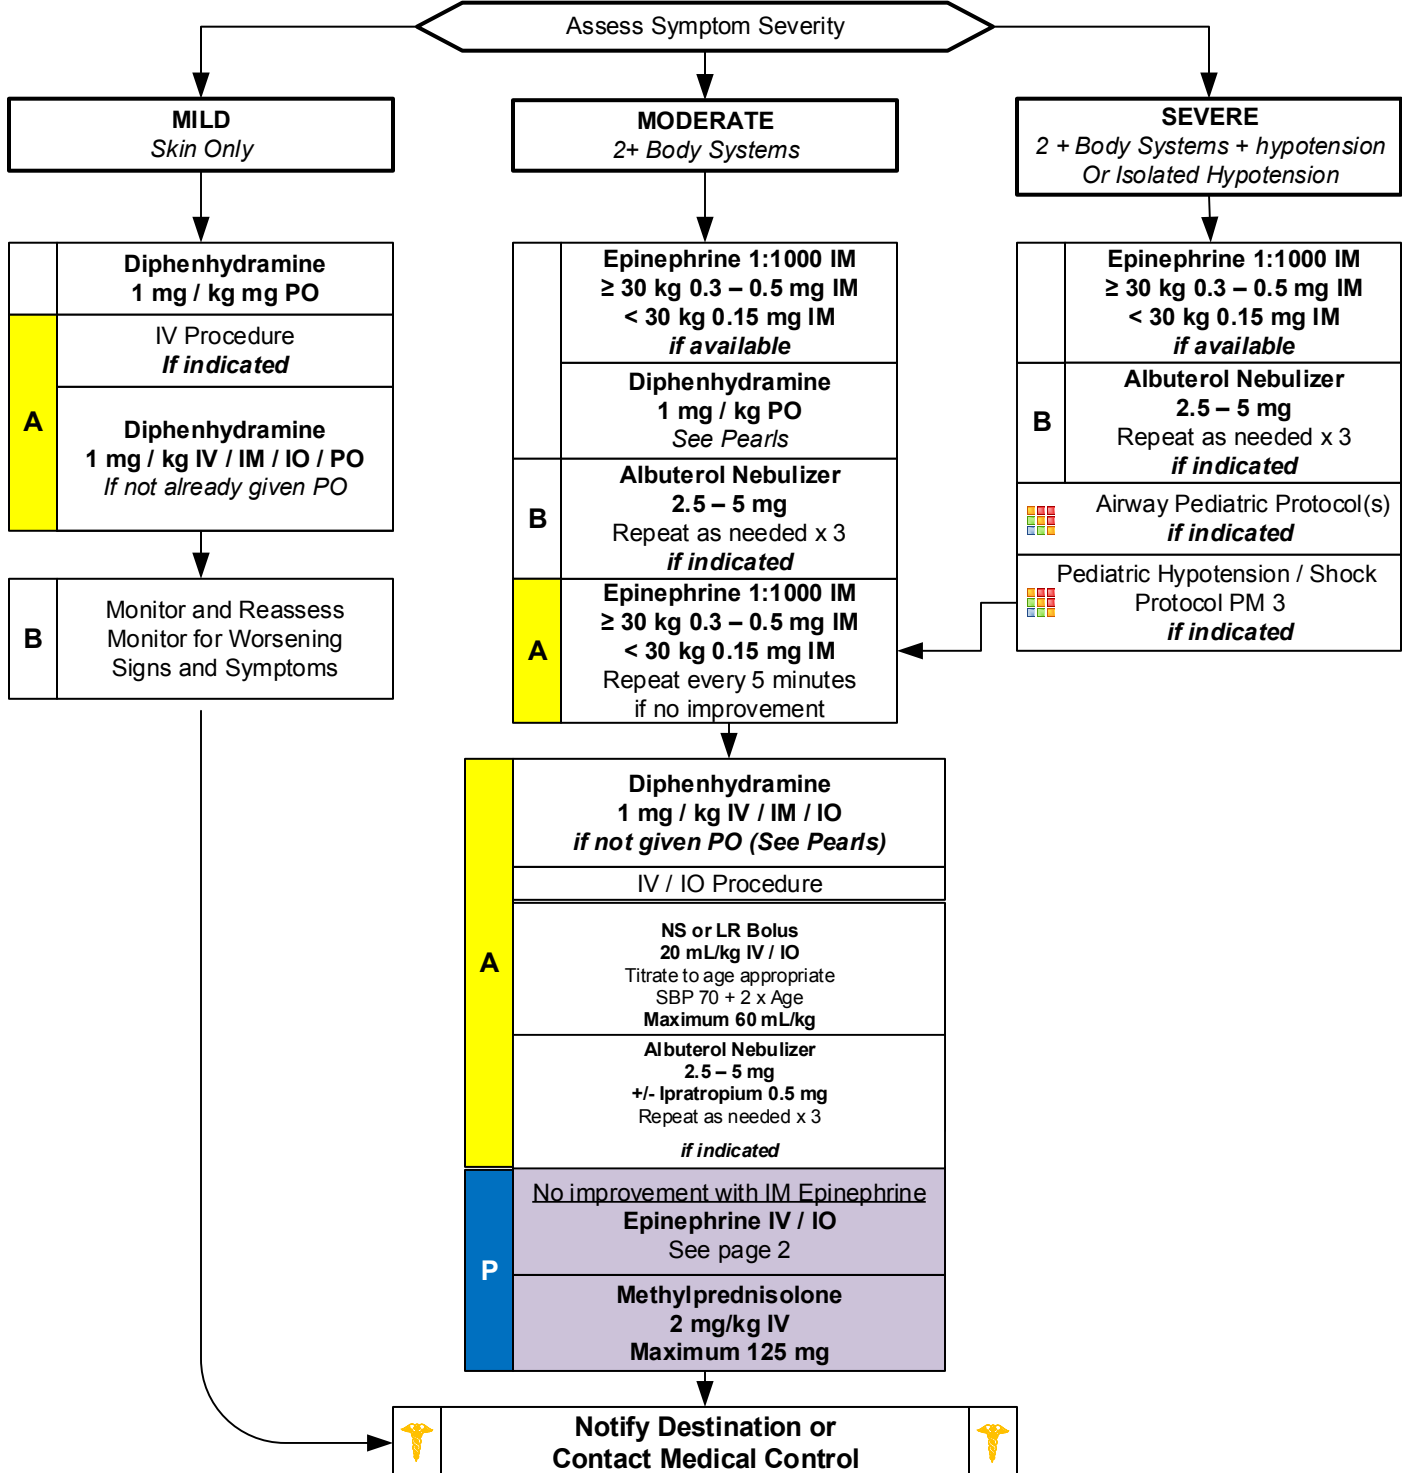 Assess Symptom Severity
MILD
Skin Only
Diphenhydramine
1 mg / kg mg PO
A
IV Procedure
If indicated
Diphenhydramine
1 mg / kg IV / IM / IO / PO
If not already given PO
B
Monitor and Reassess
Monitor for Worsening
Signs and Symptoms
MODERATE
2+ Body Systems
Epinephrine 1:1000 IM
≥ 30 kg 0.3 – 0.5 mg IM
< 30 kg 0.15 mg IM
if available
Diphenhydramine
1 mg / kg PO
See Pearls
B
Albuterol Nebulizer
2.5 – 5 mg
Repeat as needed x 3
if indicated
A
Epinephrine 1:1000 IM
≥ 30 kg 0.3 – 0.5 mg IM
< 30 kg 0.15 mg IM
Repeat every 5 minutes
if no improvement
SEVERE
2 + Body Systems + hypotension
Or Isolated Hypotension
Epinephrine 1:1000 IM
≥ 30 kg 0.3 – 0.5 mg IM
< 30 kg 0.15 mg IM
if available
B
Albuterol Nebulizer
2.5 – 5 mg
Repeat as needed x 3
if indicated
Airway Pediatric Protocol(s)
if indicated
Pediatric Hypotension / Shock
Protocol PM 3
if indicated
A
Diphenhydramine
1 mg / kg IV / IM / IO
if not given PO (See Pearls)
IV / IO Procedure
NS or LR Bolus
20 mL/kg IV / IO
Titrate to age appropriate
SBP 70 + 2 x Age
Maximum 60 mL/kg
Albuterol Nebulizer
2.5 – 5 mg
+/- Ipratropium 0.5 mg
Repeat as needed x 3
if indicated
P
No improvement with IM Epinephrine
Epinephrine IV / IO
See page 2
Methylprednisolone
2 mg/kg IV
Maximum 125 mg
Notify Destination or
Contact Medical Control